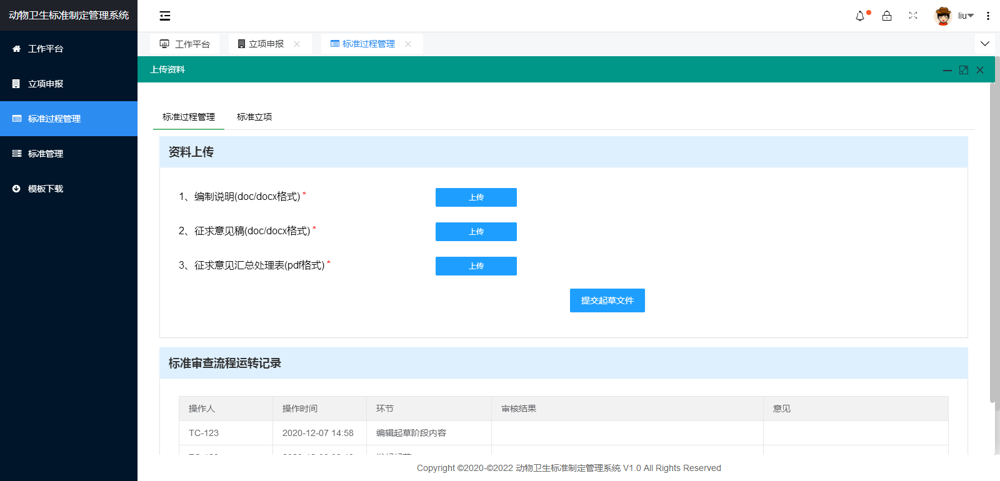 动物卫生标准制定管理系统
liu
工作平台
立项申报
标准过程管理
标准管理
模板下载
工作平台
立项申报
标准过程管理
上传资料
标准过程管理
标准立项
资料上传
1、编制说明(doc/docx格式) *
上传
2、征求意见稿(doc/docx格式) *
上传
3、征求意见汇总处理表(pdf格式) *
上传
提交起草文件
标准审查流程运转记录
操作人 操作时间 环节 审核结果 意见
TC-123 2020-12-07 14:58 编辑起草阶段内容
Copyright ©2020-©2022 动物卫生标准制定管理系统 V1.0 All Rights Reserved